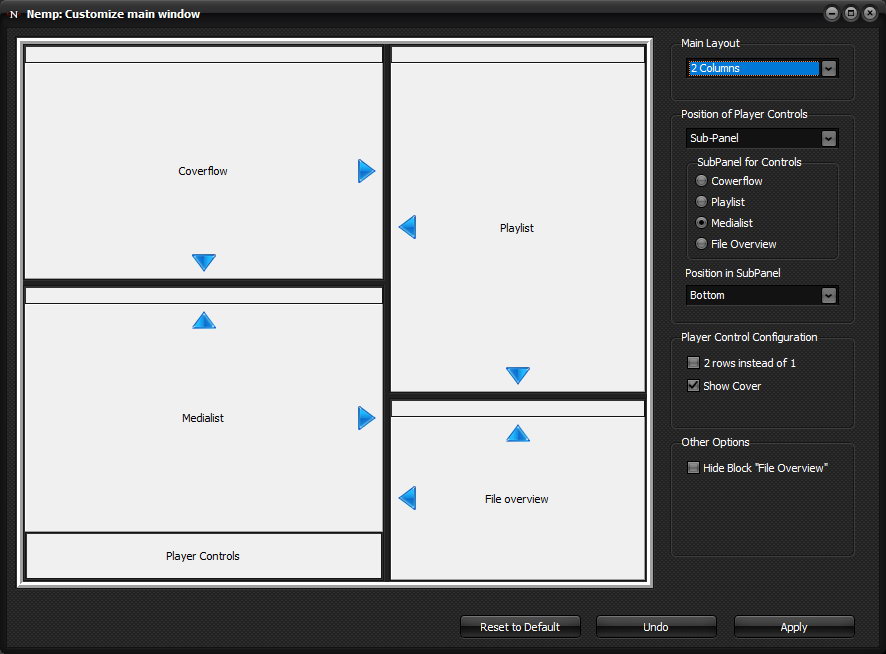 N Nemp: Customize main window
Coverflow
Playlist
Medialist
File overview
Player Controls
Main Layout
2 Columns
Position of Player Controls
Sub-Panel
SubPanel for Controls
Cowerflow
Playlist
Medialist
File Overview
Position in SubPanel
Bottom
Player Control Configuration
2 rows instead of 1
Show Cover
Other Options
Hide Block "File Overview"
Reset to Default
Undo
Apply